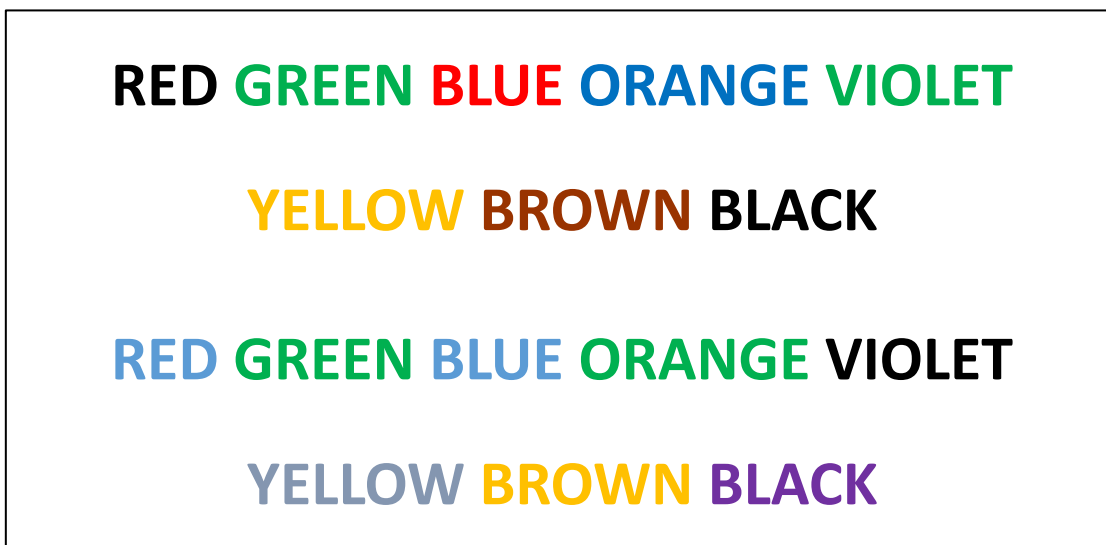 RED GREEN BLUE ORANGE VIOLET
YELLOW BROWN BLACK
RED GREEN BLUE ORANGE VIOLET
YELLOW BROWN BLACK